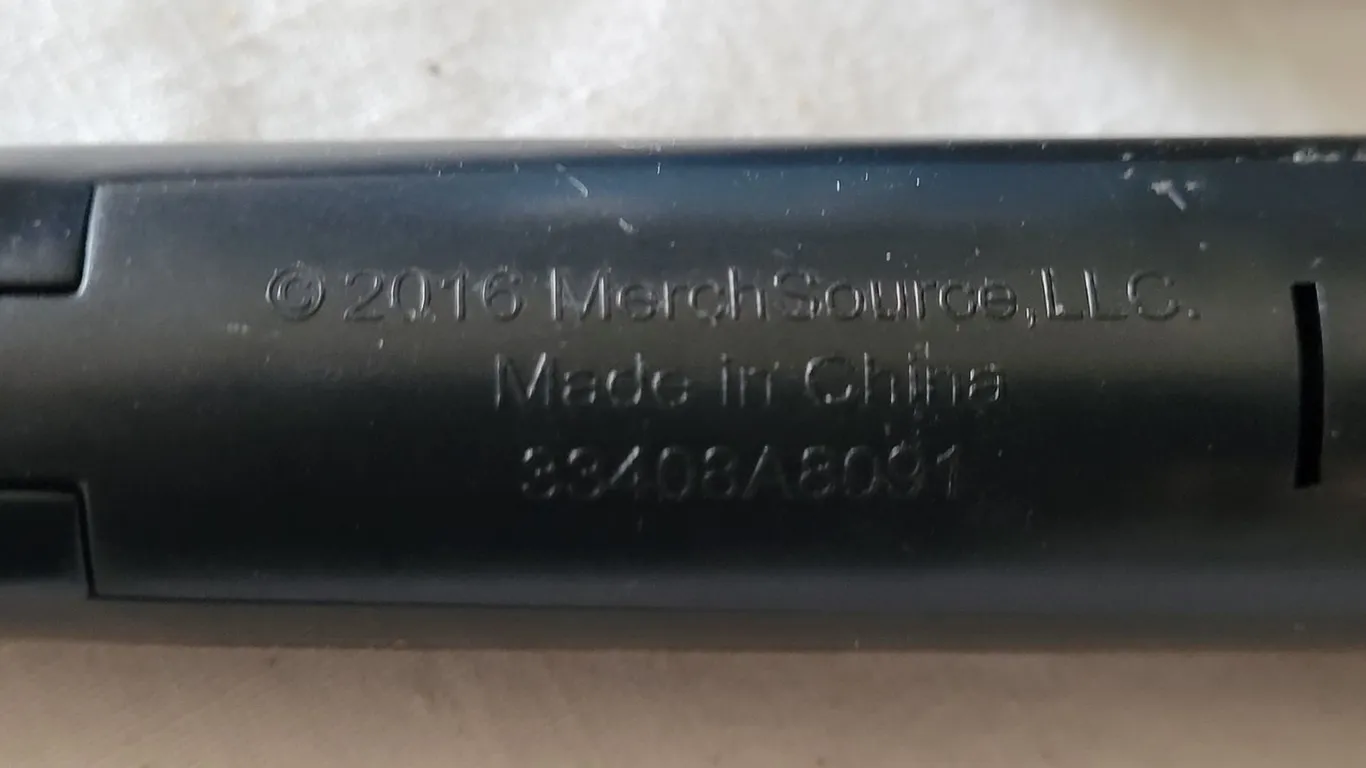 © 2016 MerchSource,LLC.
Made in China
33408A8091